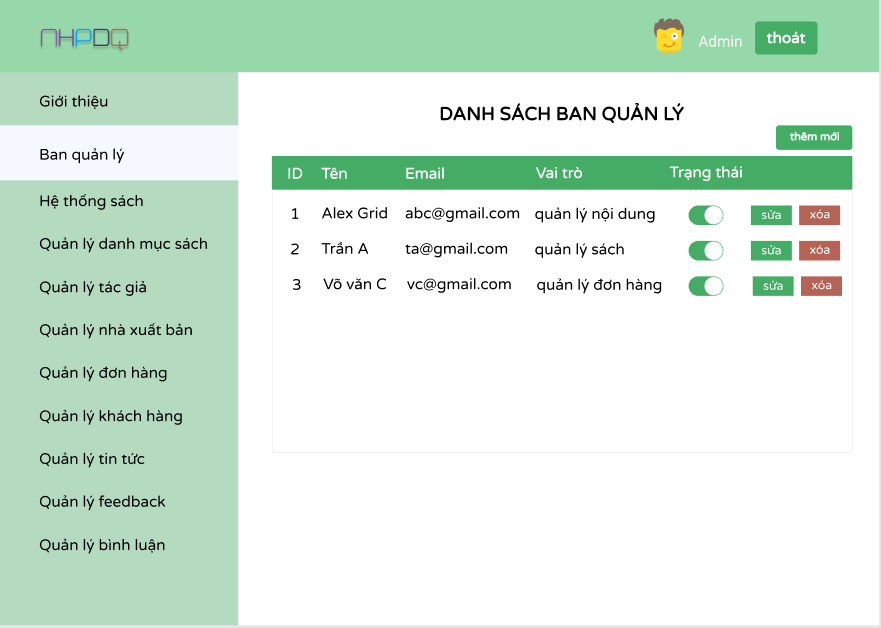 NHPDQ
Admin
thoát
Giới thiệu
Ban quản lý
Hệ thống sách
Quản lý danh mục sách
Quản lý tác giả
Quản lý nhà xuất bản
Quản lý đơn hàng
Quản lý khách hàng
Quản lý tin tức
Quản lý feedback
Quản lý bình luận
DANH SÁCH BAN QUẢN LÝ
thêm mới
ID Tên Email Vai trò Trạng thái
1 Alex Grid abc@gmail.com quản lý nội dung sửa xóa
2 Trần A ta@gmail.com quản lý sách sửa xóa
3 Võ văn C vc@gmail.com quản lý đơn hàng sửa xóa